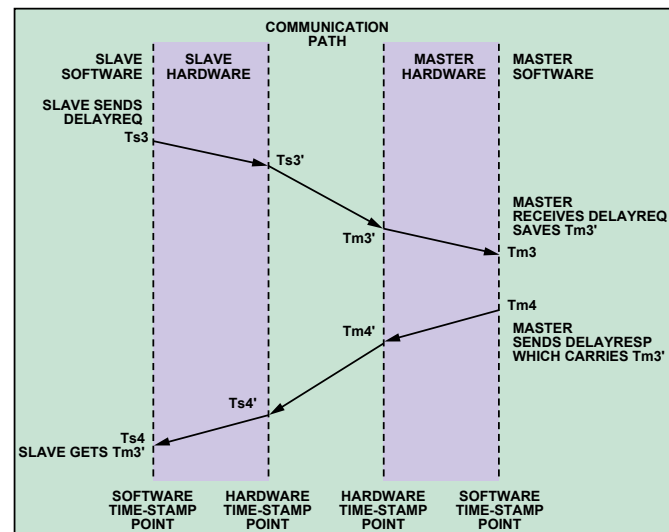 COMMUNICATION
PATH
SLAVE
SOFTWARE
SLAVE
HARDWARE
MASTER
HARDWARE
MASTER
SOFTWARE
SLAVE SENDS
DELAYREQ
Ts3
Ts3'
MASTER
RECEIVES DELAYREQ
SAVES Tm3'
Tm3'
Tm3
Tm4
Tm4'
MASTER
SENDS DELAYRESP
WHICH CARRIES Tm3'
Ts4'
Ts4
SLAVE GETS Tm3'
SOFTWARE
TIME-STAMP
POINT
HARDWARE
TIME-STAMP
POINT
HARDWARE
TIME-STAMP
POINT
SOFTWARE
TIME-STAMP
POINT